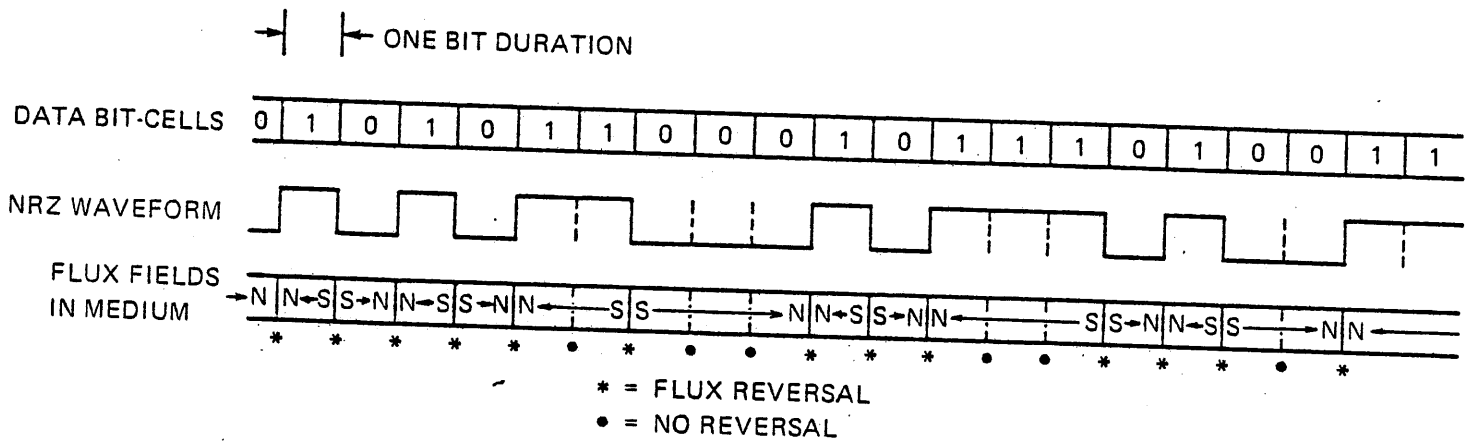 ONE BIT DURATION
DATA BIT-CELLS 0 1 0 1 0 1 1 0 0 0 1 0 1 1 1 0 1 0 0 1 1
NRZ WAVEFORM
FLUX FIELDS
IN MEDIUM
→N N←S S→N N←S S→N N←S S→N N←S S→N N←S S→N N←S S→N N←
* * * * * ● * ● ● * * * ● ● * * * ● *
* = FLUX REVERSAL
● = NO REVERSAL